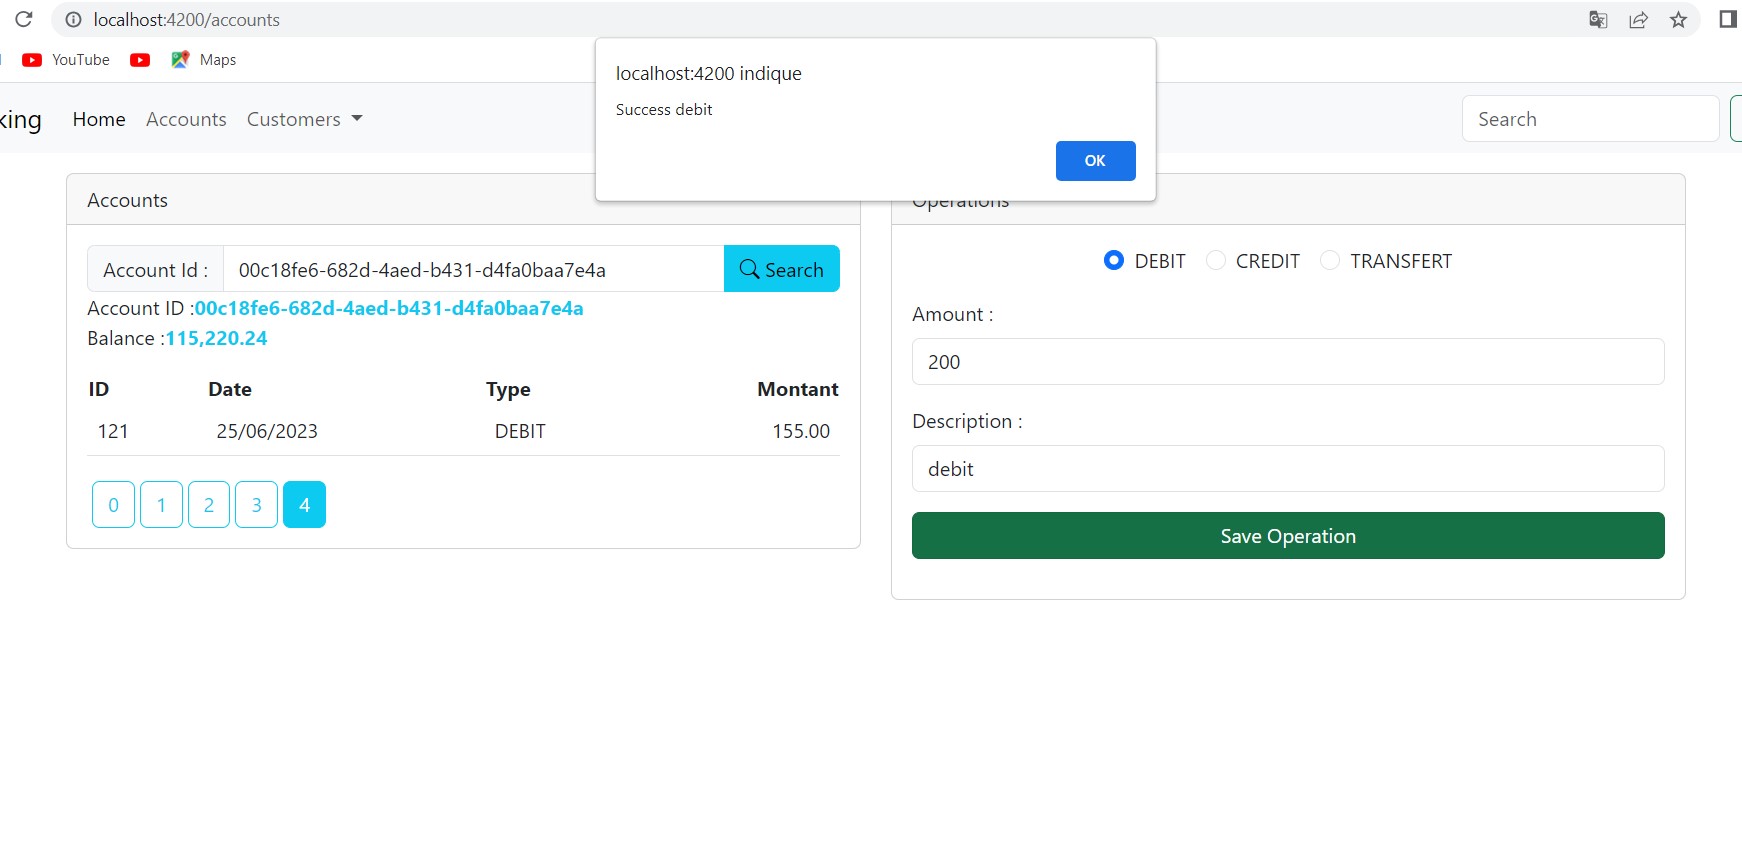 localhost:4200/accounts
YouTube
Maps
localhost:4200 indique
Success debit
OK
king
Home
Accounts
Customers
Search
Accounts
Account Id :
00c18fe6-682d-4aed-b431-d4fa0baa7e4a
Search
Account ID :00c18fe6-682d-4aed-b431-d4fa0baa7e4a
Balance :115,220.24
ID Date Type Montant
121 25/06/2023 DEBIT 155.00
0 1 2 3 4
Operations
DEBIT CREDIT TRANSFERT
Amount :
200
Description :
debit
Save Operation